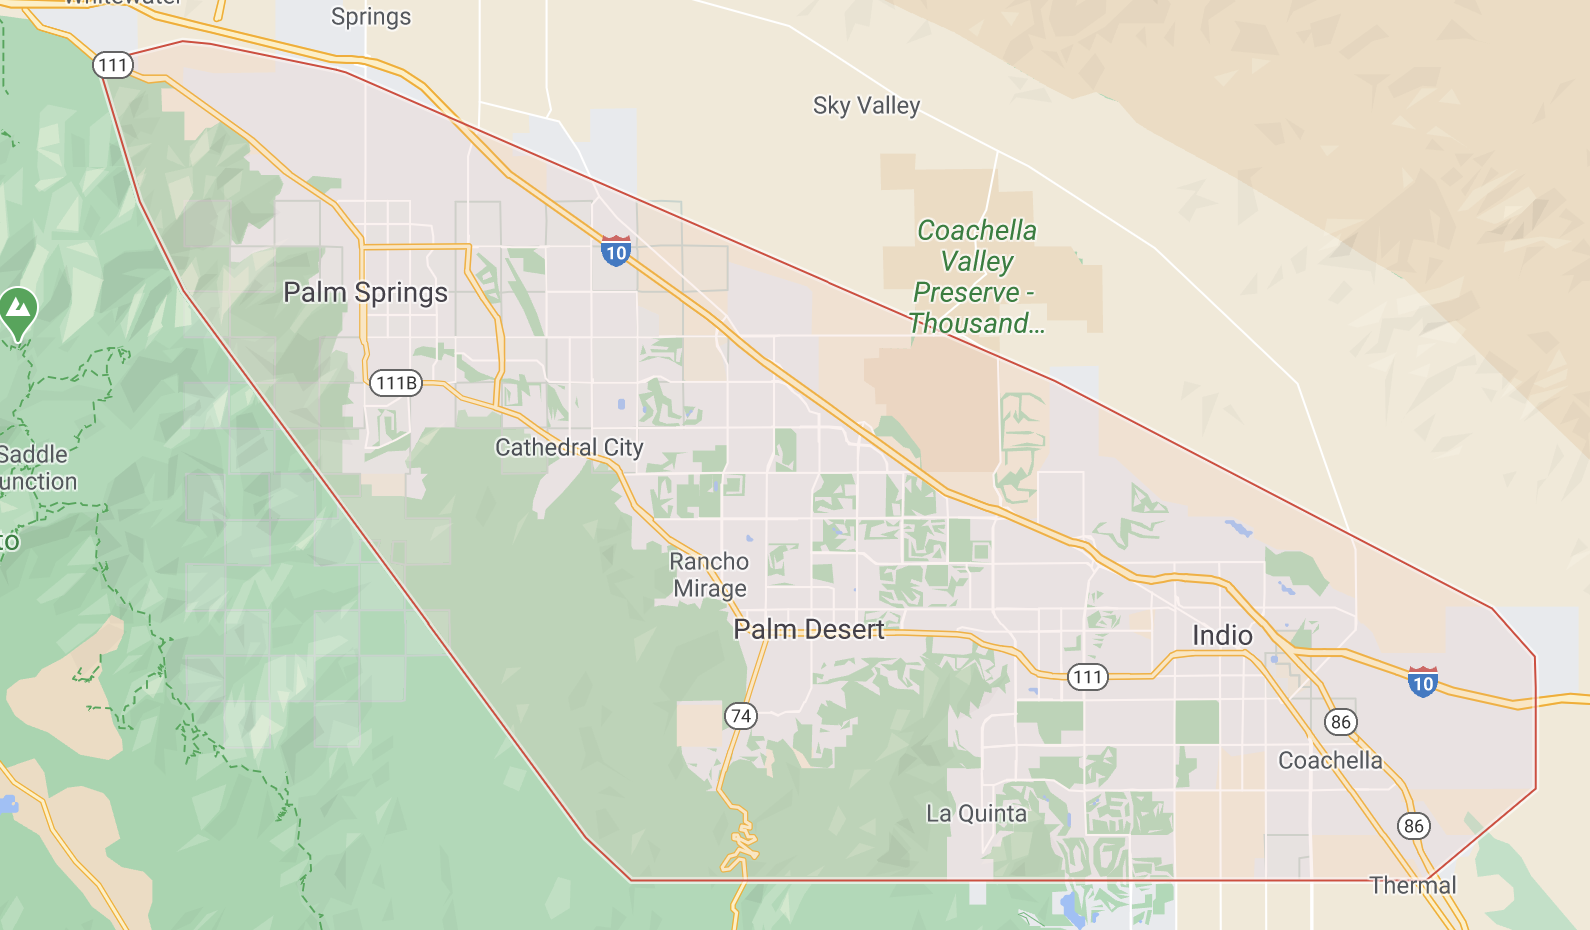 Whitewater
Springs
111
Sky Valley
Coachella
Valley
Preserve -
Thousand...
10
Palm Springs
111B
Cathedral City
Saddle
unction
to
Rancho
Mirage
Palm Desert
Indio
111
10
74
86
Coachella
La Quinta
86
Thermal